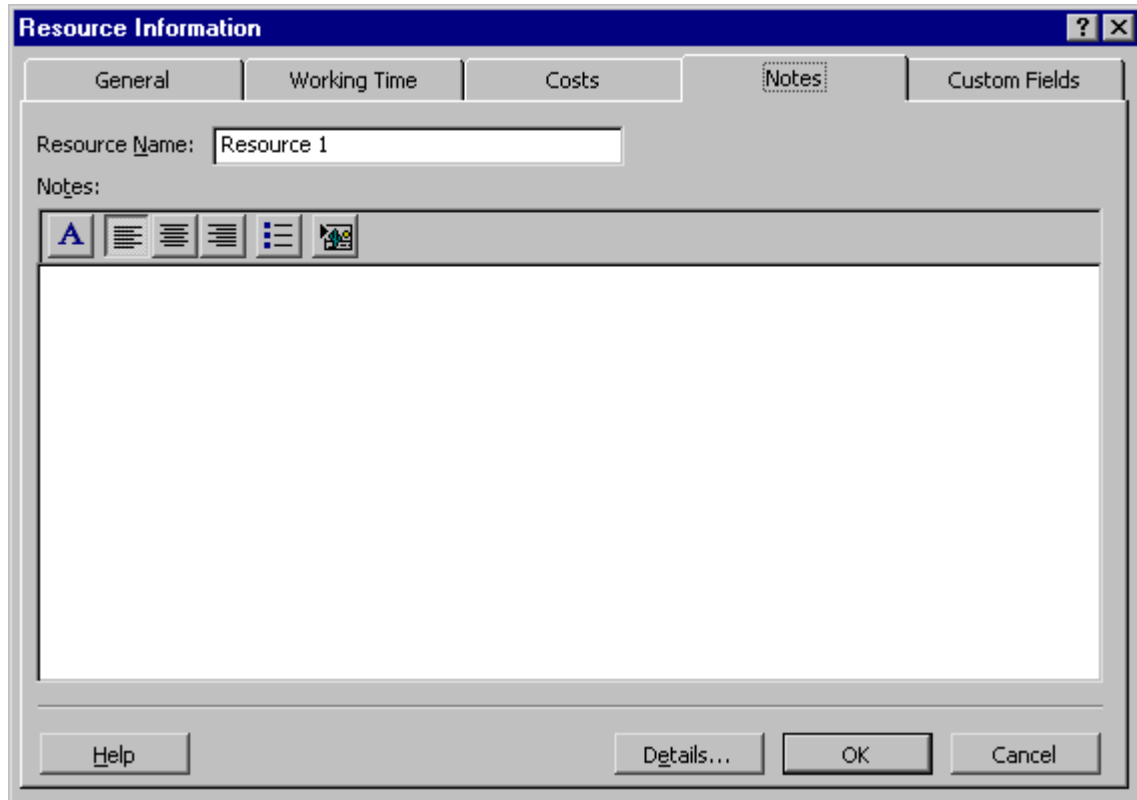 Resource Information
General Working Time Costs Notes Custom Fields
Resource Name: Resource 1
Notes:
A
Help Details... OK Cancel